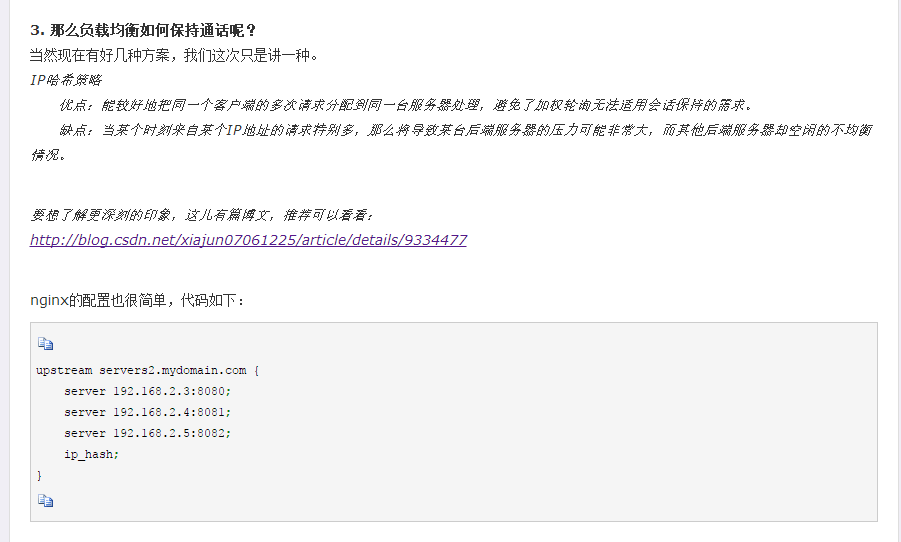 3. 那么负载均衡如何保持通话呢？
当然现在有好几种方案，我们这次只是讲一种。
IP哈希策略
优点：能较好地把同一个客户端的多次请求分配到同一台服务器处理，避免了加权轮询无法适用会话保持的需求。
缺点：当某个时刻来自某个IP地址的请求特别多，那么将导致某台后端服务器的压力可能非常大，而其他后端服务器却空闲的不均衡
情况。
要想了解更深刻的印象，这儿有篇博文，推荐可以看看：
http://blog.csdn.net/xiajun07061225/article/details/9334477
nginx的配置也很简单，代码如下：
upstream servers2.mydomain.com {
server 192.168.2.3:8080;
server 192.168.2.4:8081;
server 192.168.2.5:8082;
ip_hash;
}